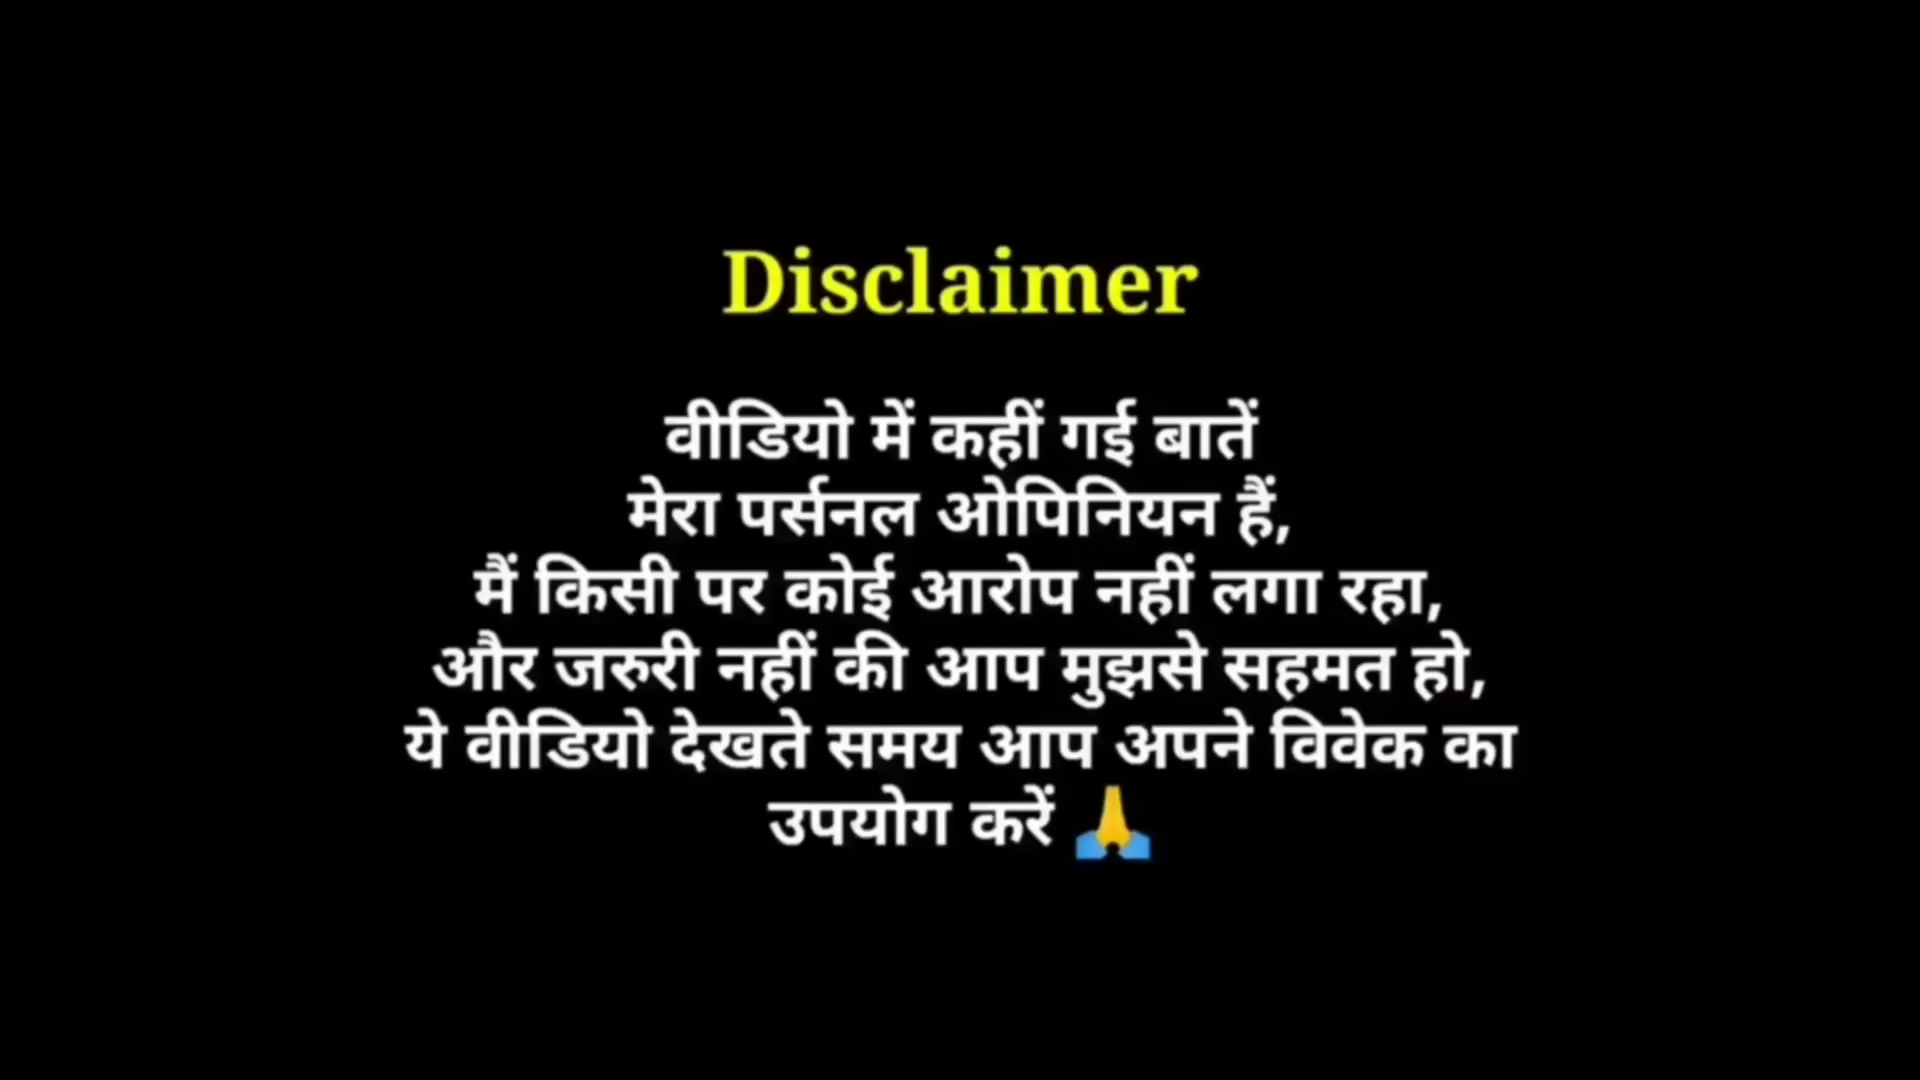 Disclaimer
वीडियो में कहीं गई बातें
मेरा पर्सनल ओपिनियन हैं,
मैं किसी पर कोई आरोप नहीं लगा रहा,
और जरुरी नहीं की आप मुझसे सहमत हो,
ये वीडियो देखते समय आप अपने विवेक का
उपयोग करें 🙏